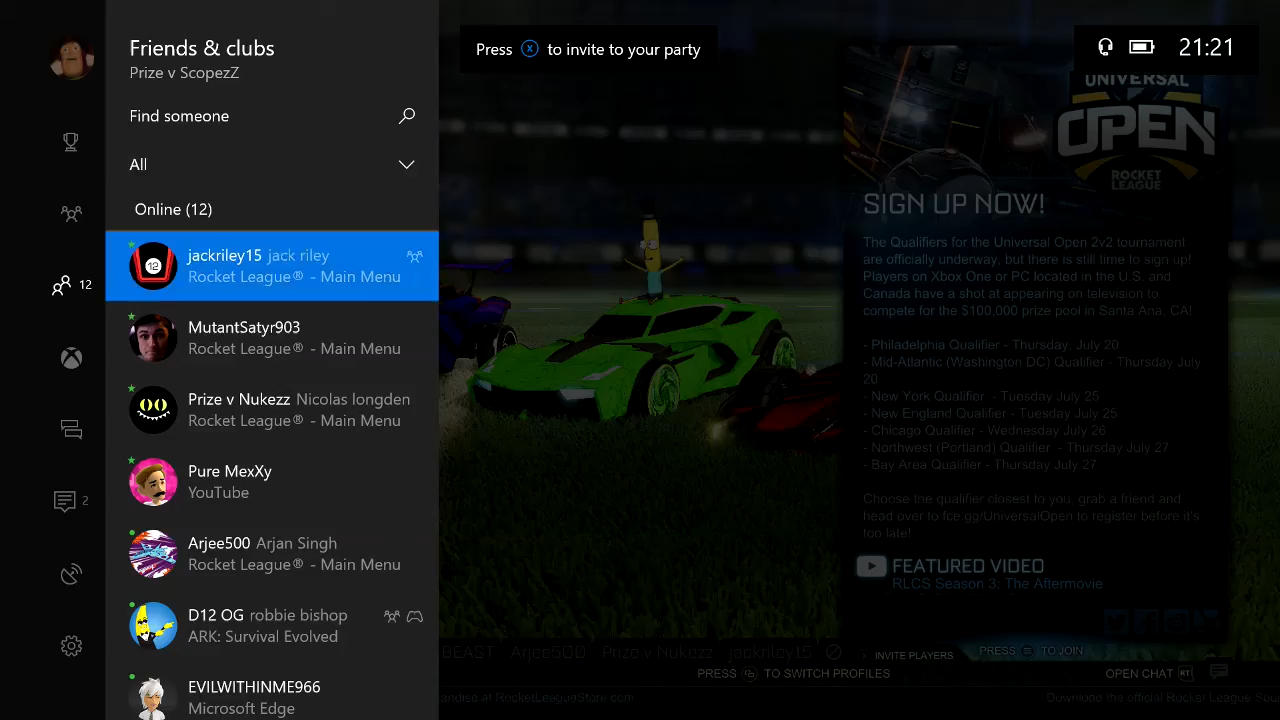 Friends & clubs
Prize v ScopezZ
Find someone
All
Online (12)
12
jackriley15 jack riley
Rocket League® - Main Menu
12
MutantSatyr903
Rocket League® - Main Menu
Prize v Nukezz Nicolas longden
Rocket League® - Main Menu
Pure MexXy
YouTube
2
Arjee500 Arjan Singh
Rocket League® - Main Menu
D12 OG robbie bishop
ARK: Survival Evolved
EVILWITHINME966
Microsoft Edge
Press X to invite to your party
21:21
UNIVERSAL
OPEN
ROCKET
LEAGUE
SIGN UP NOW!
The Qualifiers for the Universal Open 2v2 tournament
are officially underway, but there is still time to sign up!
Players on Xbox One or PC located in the U.S. and
Canada have a shot at appearing on television to
compete for the $100,000 prize pool in Santa Ana, CA!
- Philadelphia Qualifier - Thursday, July 20
- Mid-Atlantic (Washington DC) Qualifier - Thursday July
20
- New York Qualifier - Tuesday July 25
- New England Qualifier - Tuesday July 25
- Chicago Qualifier - Wednesday July 26
- Northwest (Portland) Qualifier - Thursday July 27
- Bay Area Qualifier - Thursday July 27
Choose the qualifier closest to you, grab a friend and
head over to fce.gg/UniversalOpen to register before it's
too late!
FEATURED VIDEO
RLCS Season 3: The Aftermovie
BEAST Arjee500 Prize v Nukezz jackriley15
INVITE PLAYERS
PRESS TO JOIN
PRESS TO SWITCH PROFILES
OPEN CHAT RT
at RocketLeagueStore.com
Download the official Rocket League